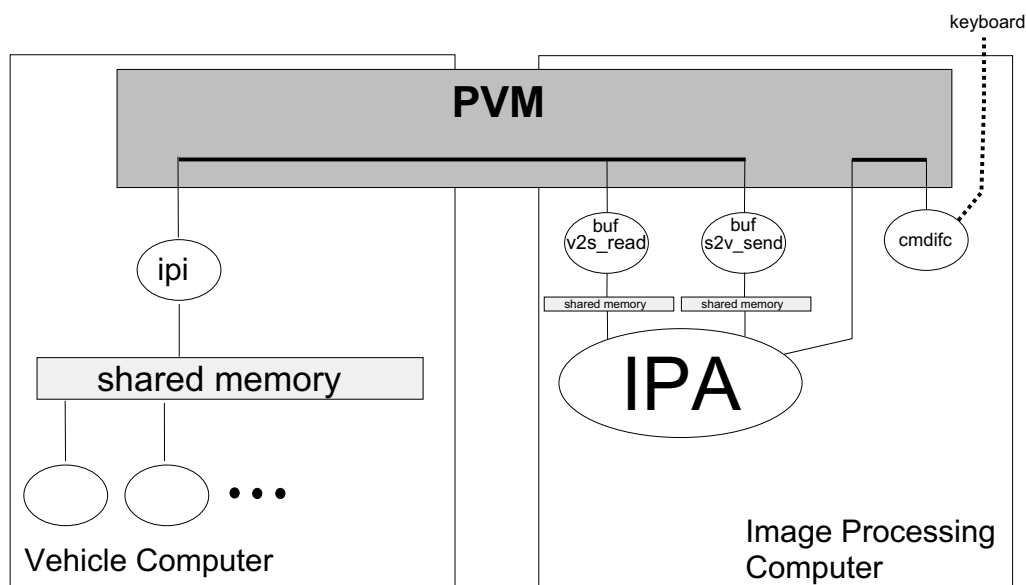 keyboard
PVM
buf
v2s_read
buf
s2v_send
cmdifc
ipi
shared memory
shared memory
shared memory
IPA
Vehicle Computer
Image Processing
Computer